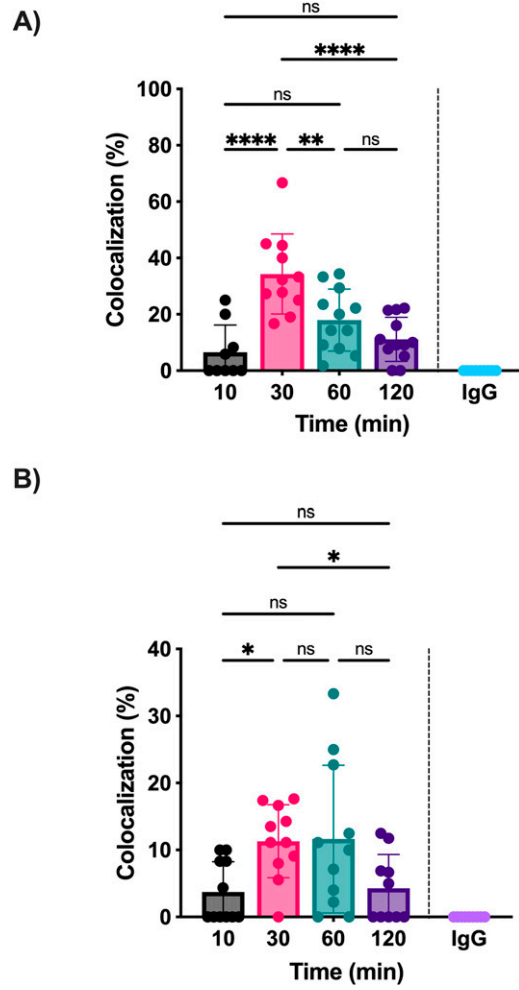 A)
ns
****
ns
**** ** ns
100
80
60
40
20
0
Colocalization (%)
10 30 60 120 IgG
Time (min)
B)
ns
*
ns
* ns ns
40
30
20
10
0
Colocalization (%)
10 30 60 120 IgG
Time (min)